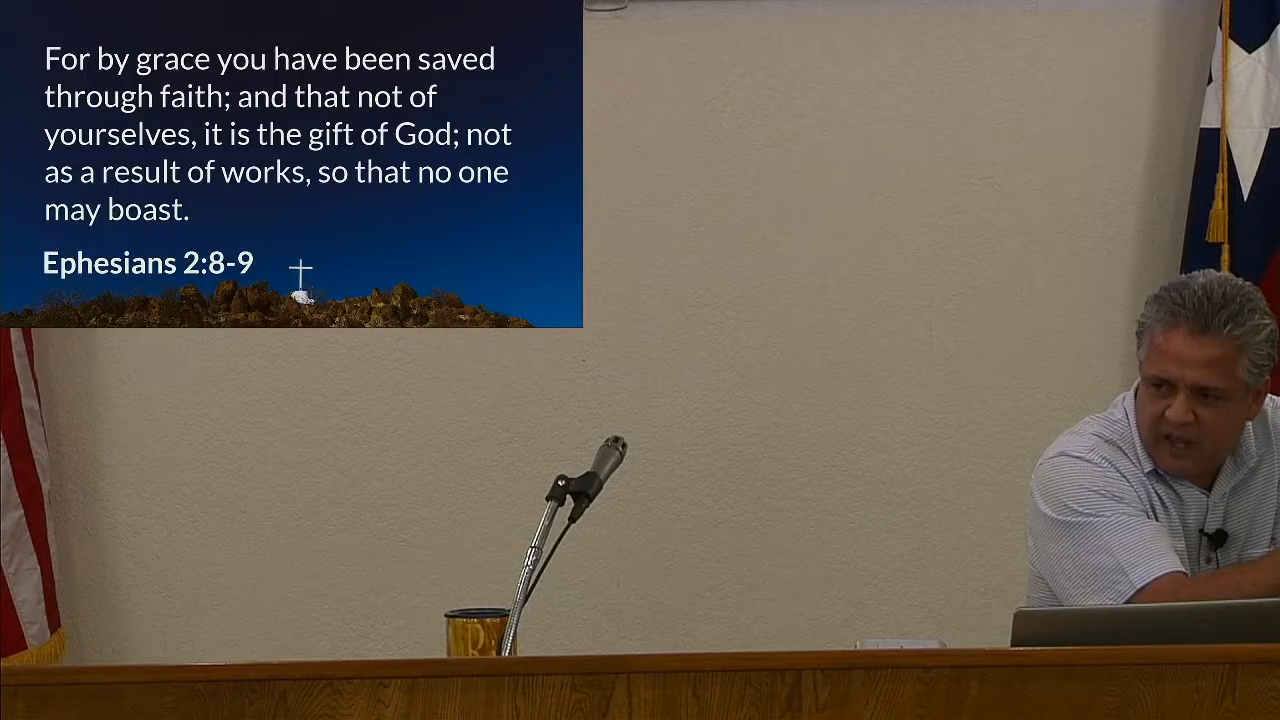 For by grace you have been saved
through faith; and that not of
yourselves, it is the gift of God; not
as a result of works, so that no one
may boast.
Ephesians 2:8-9
R